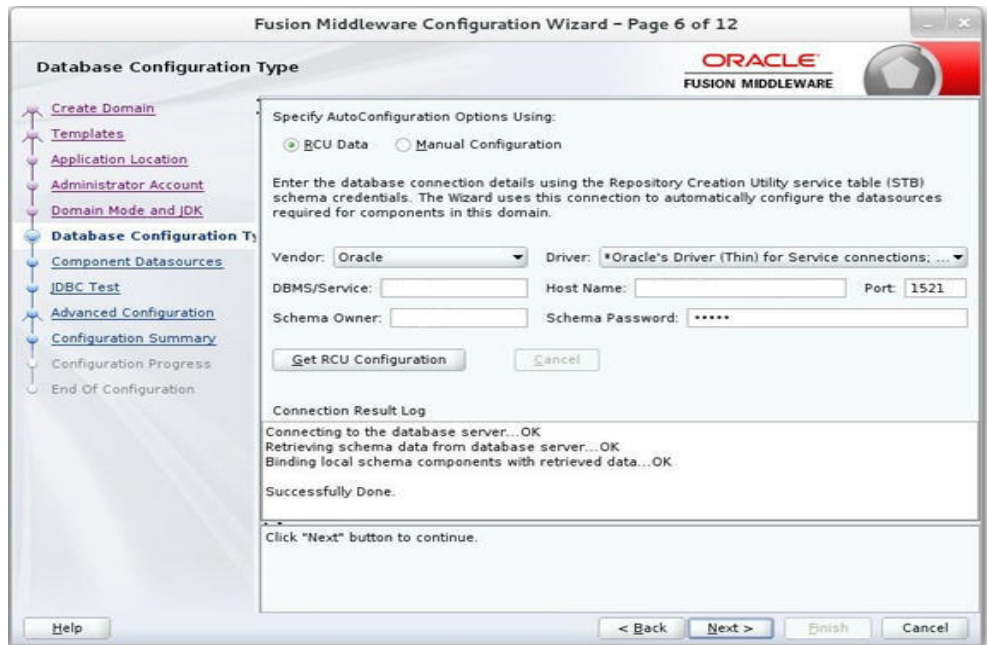 Fusion Middleware Configuration Wizard – Page 6 of 12
Database Configuration Type
ORACLE
FUSION MIDDLEWARE
Create Domain
Templates
Application Location
Administrator Account
Domain Mode and JDK
Database Configuration Ty
Component Datasources
JDBC Test
Advanced Configuration
Configuration Summary
Configuration Progress
End Of Configuration
Specify AutoConfiguration Options Using:
RCU Data Manual Configuration
Enter the database connection details using the Repository Creation Utility service table (STB)
schema credentials. The Wizard uses this connection to automatically configure the datasources
required for components in this domain.
Vendor: Oracle Driver: *Oracle's Driver (Thin) for Service connections; ...
DBMS/Service: Host Name: Port: 1521
Schema Owner: Schema Password: •••••
Get RCU Configuration Cancel
Connection Result Log
Connecting to the database server...OK
Retrieving schema data from database server...OK
Binding local schema components with retrieved data...OK
Successfully Done.
Click "Next" button to continue.
Help < Back Next > Finish Cancel